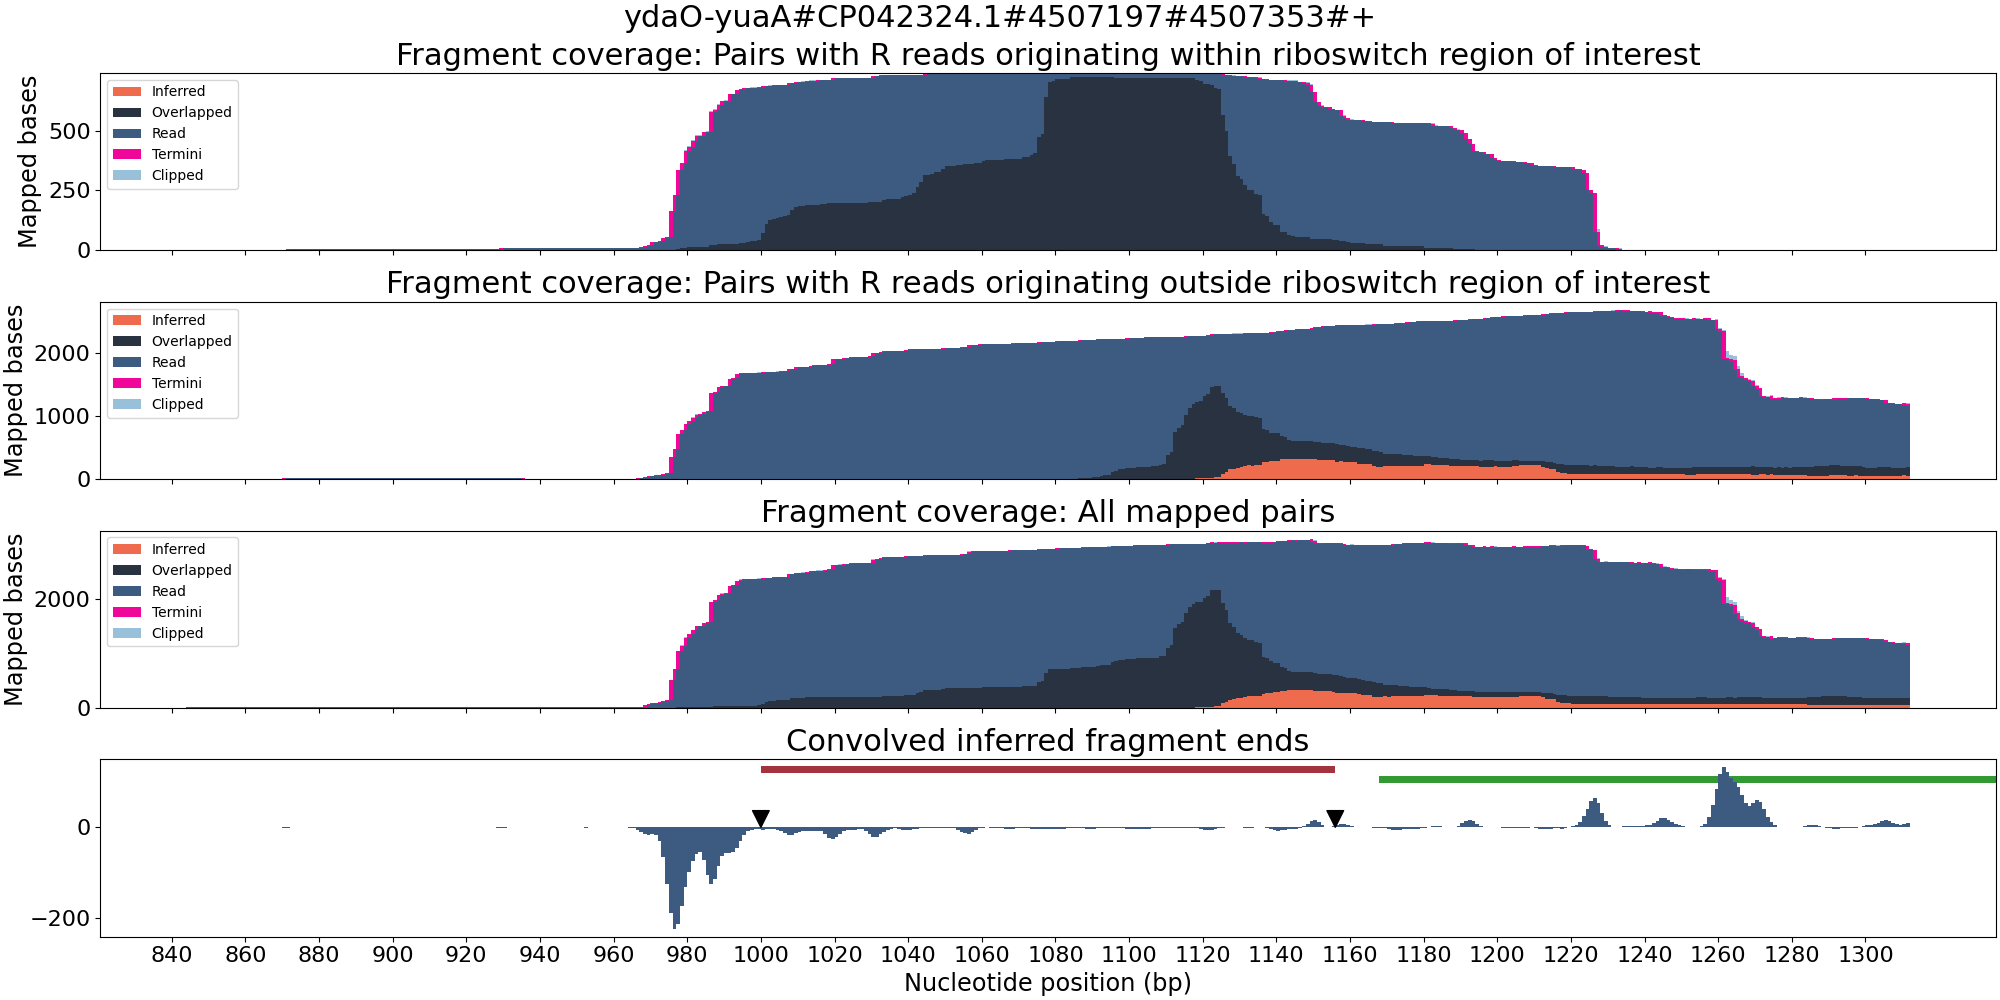 ydaO-yuaA#CP042324.1#4507197#4507353#+
Fragment coverage: Pairs with R reads originating within riboswitch region of interest
Mapped bases
500
250
0
Inferred
Overlapped
Read
Termini
Clipped
Fragment coverage: Pairs with R reads originating outside riboswitch region of interest
Mapped bases
2000
1000
0
Inferred
Overlapped
Read
Termini
Clipped
Fragment coverage: All mapped pairs
Mapped bases
2000
0
Inferred
Overlapped
Read
Termini
Clipped
Convolved inferred fragment ends
0
−200
840 860 880 900 920 940 960 980 1000 1020 1040 1060 1080 1100 1120 1140 1160 1180 1200 1220 1240 1260 1280 1300
Nucleotide position (bp)